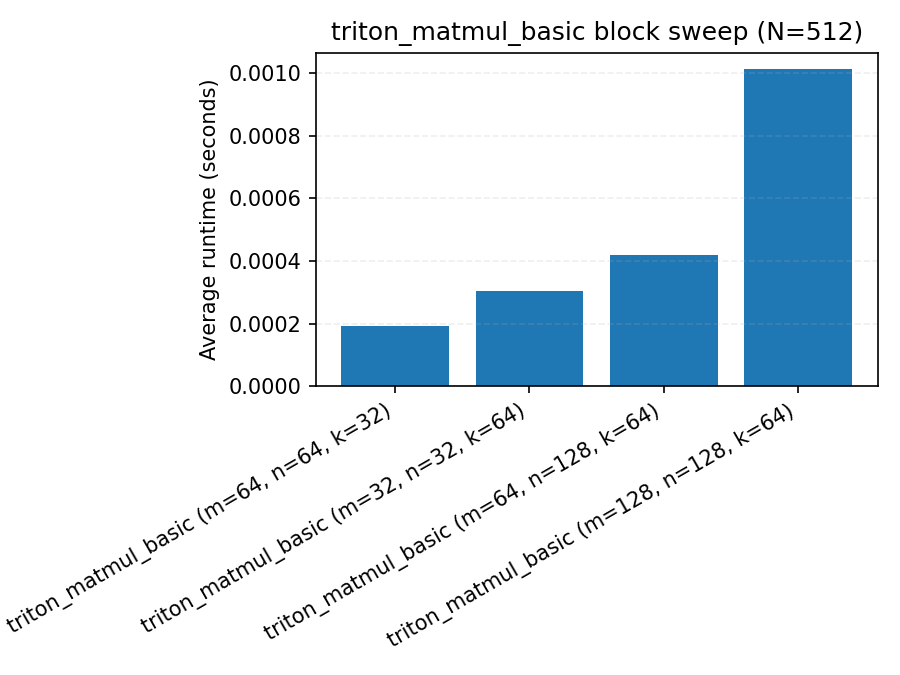 triton_matmul_basic block sweep (N=512)
Average runtime (seconds)
0.0010
0.0008
0.0006
0.0004
0.0002
0.0000
triton_matmul_basic (m=64, n=64, k=32)
triton_matmul_basic (m=32, n=32, k=64)
triton_matmul_basic (m=64, n=128, k=64)
triton_matmul_basic (m=128, n=128, k=64)